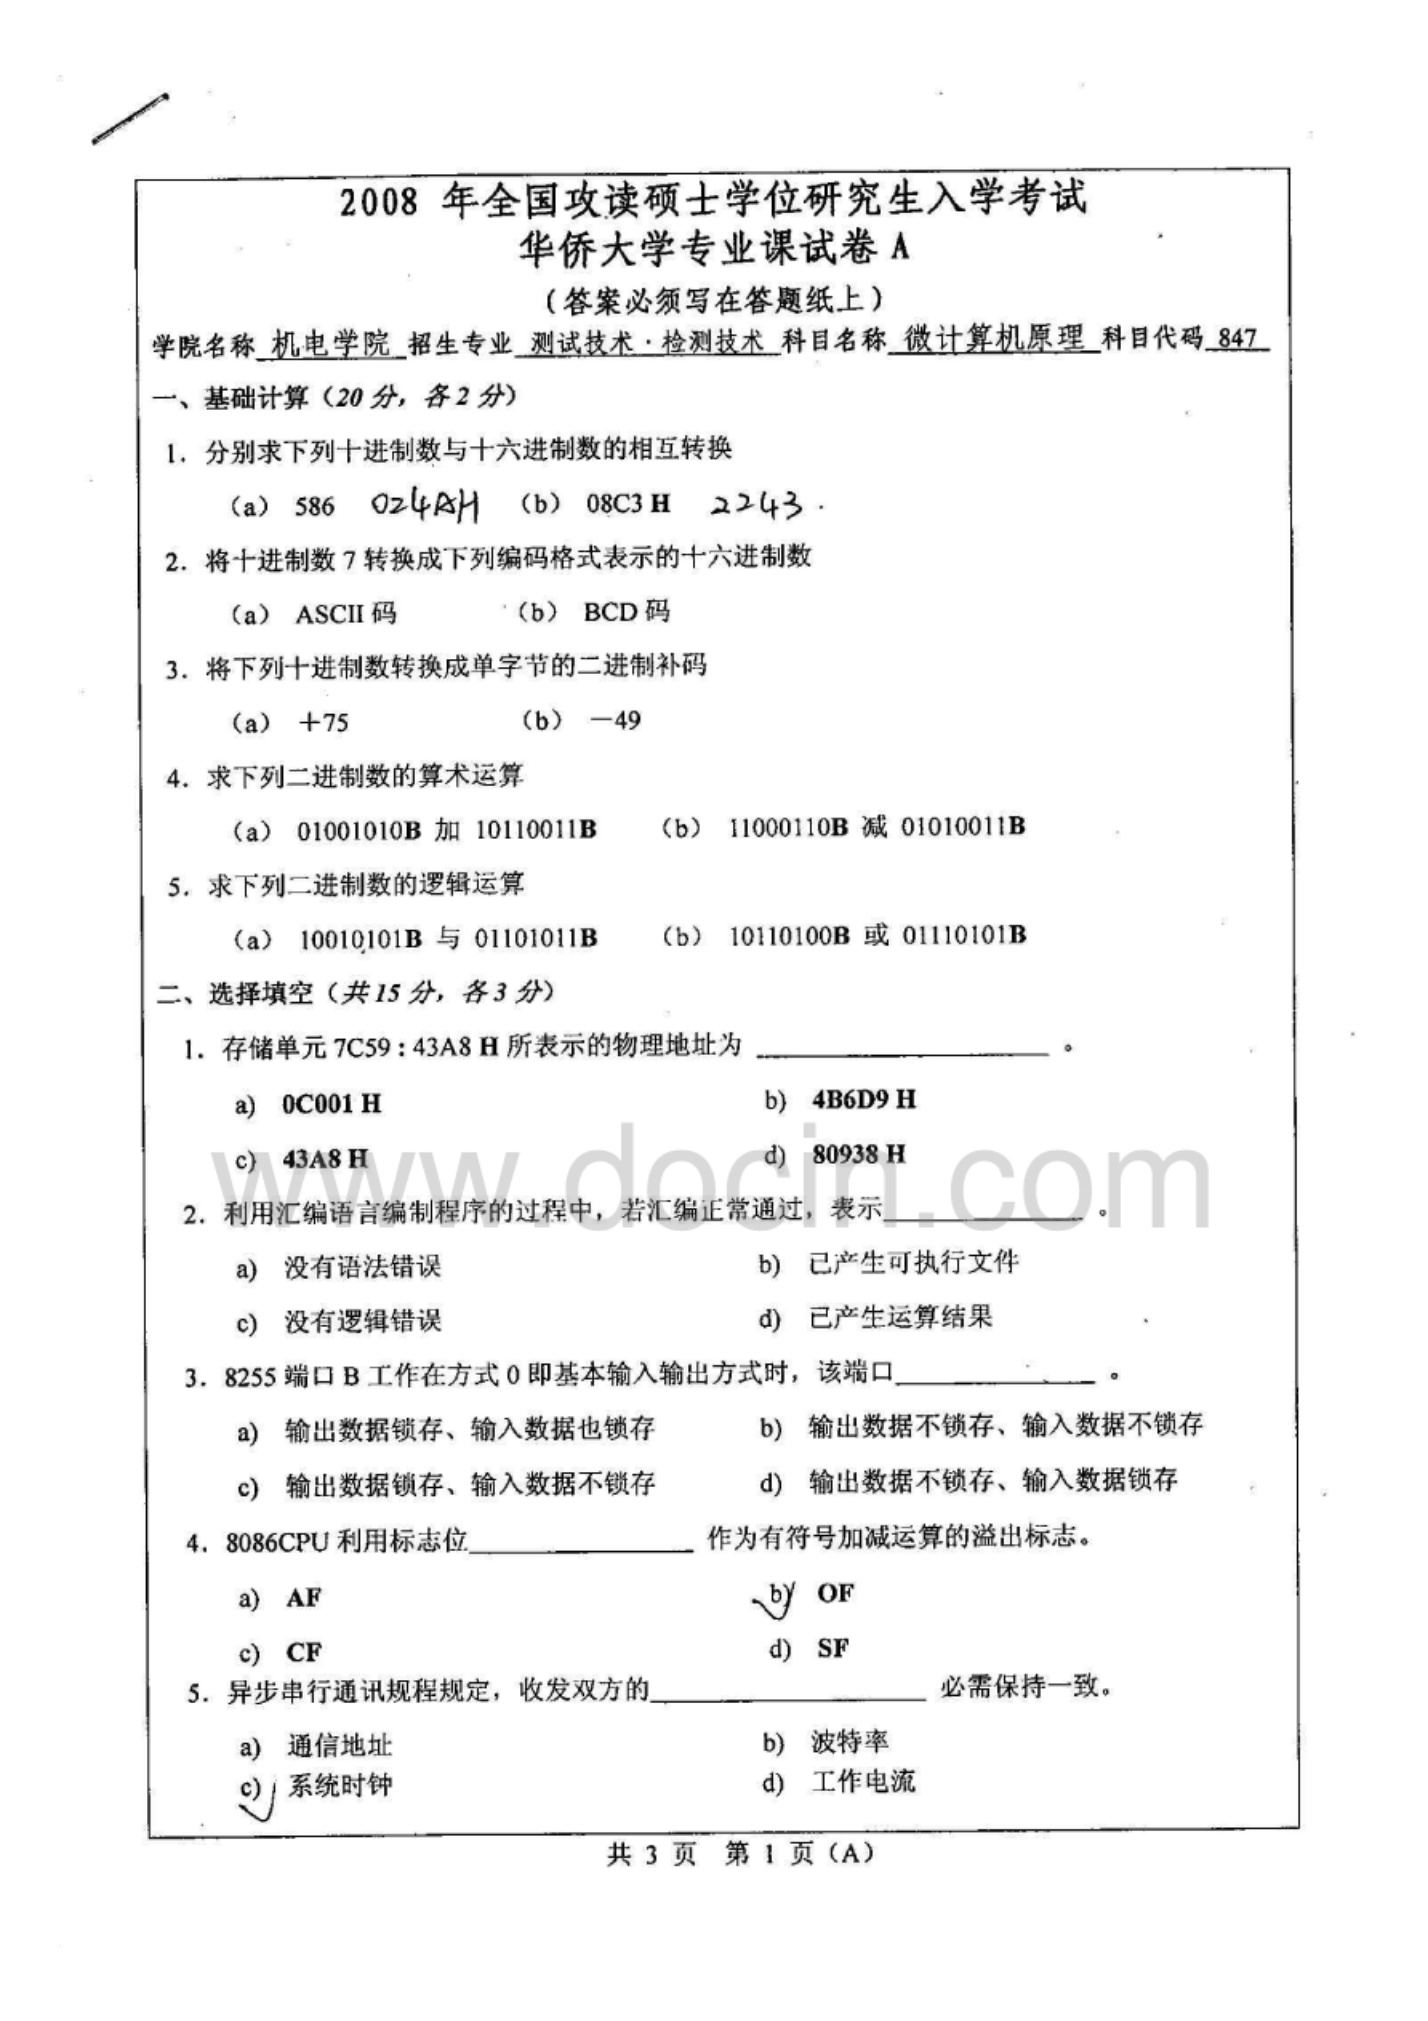 2008 年全国攻读硕士学位研究生入学考试
华侨大学专业课试卷 A
（答案必须写在答题纸上）
学院名称 机电学院 招生专业 测试技术·检测技术 科目名称 微计算机原理 科目代码 847
一、基础计算（20 分，各 2 分）
1．分别求下列十进制数与十六进制数的相互转换
（a） 586 024AH （b） 08C3 H 2243.
2．将十进制数 7 转换成下列编码格式表示的十六进制数
（a） ASCII 码 （b） BCD 码
3．将下列十进制数转换成单字节的二进制补码
（a） ＋75 （b） －49
4．求下列二进制数的算术运算
（a） 01001010B 加 10110011B （b） 11000110B 减 01010011B
5．求下列二进制数的逻辑运算
（a） 10010101B 与 01101011B （b） 10110100B 或 01110101B
二、选择填空（共 15 分，各 3 分）
1．存储单元 7C59 : 43A8 H 所表示的物理地址为 ＿＿＿＿＿＿ 。
a) 0C001 H b) 4B6D9 H
c) 43A8 H d) 80938 H
www.docin.com
2．利用汇编语言编制程序的过程中，若汇编正常通过，表示＿＿＿＿＿＿ 。
a) 没有语法错误 b) 已产生可执行文件
c) 没有逻辑错误 d) 已产生运算结果
3．8255 端口 B 工作在方式 0 即基本输入输出方式时，该端口＿＿＿＿＿＿ 。
a) 输出数据锁存、输入数据也锁存 b) 输出数据不锁存、输入数据不锁存
c) 输出数据锁存、输入数据不锁存 d) 输出数据不锁存、输入数据锁存
4．8086CPU 利用标志位＿＿＿＿＿＿ 作为有符号加减运算的溢出标志。
a) AF b) OF
c) CF d) SF
5．异步串行通讯规程规定，收发双方的＿＿＿＿＿＿ 必需保持一致。
a) 通信地址 b) 波特率
c) 系统时钟 d) 工作电流
共 3 页 第 1 页（A）